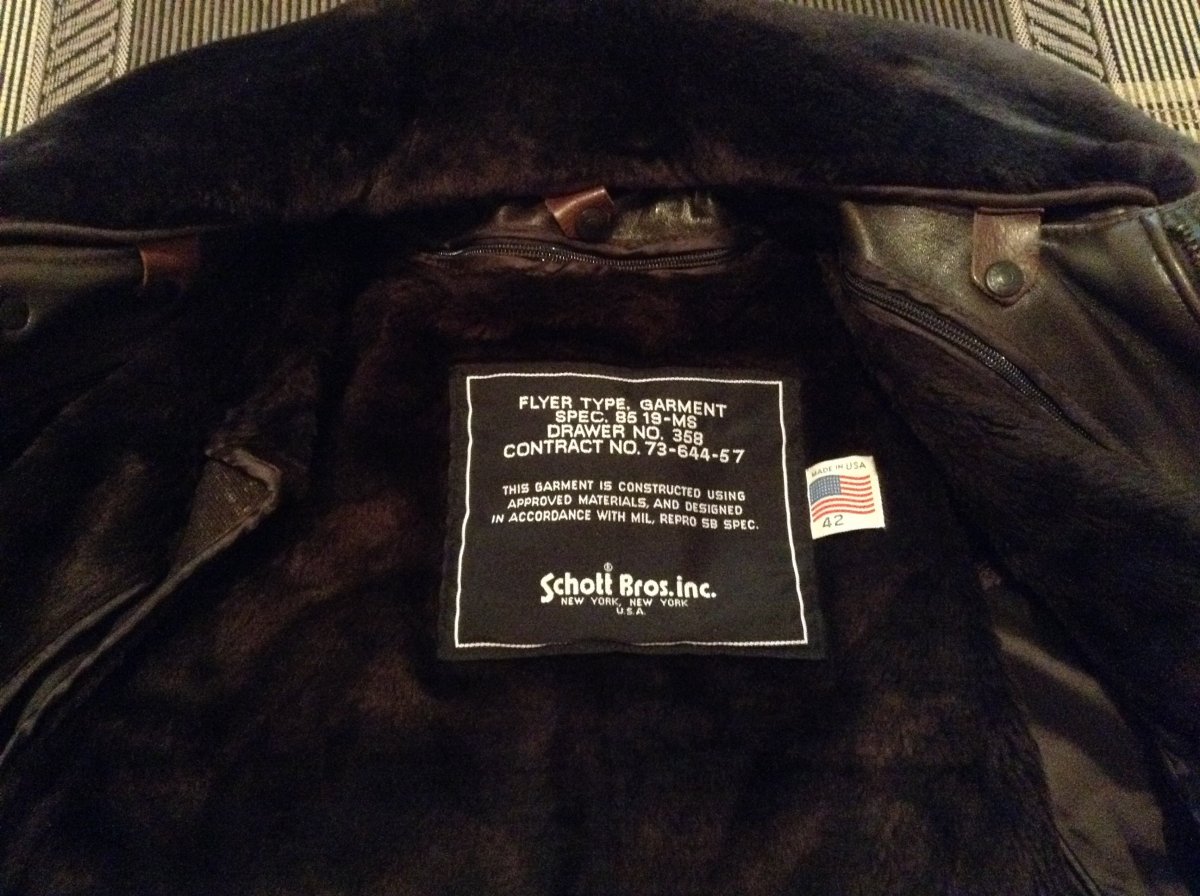 FLYER TYPE, GARMENT
SPEC. 85 19-MS
DRAWER NO. 358
CONTRACT NO. 73-644-57
THIS GARMENT IS CONSTRUCTED USING
APPROVED MATERIALS, AND DESIGNED
IN ACCORDANCE WITH MIL, REPRO SB SPEC.
®
Schott Bros.inc.
NEW YORK, NEW YORK
U.S.A.
MADE IN USA
42